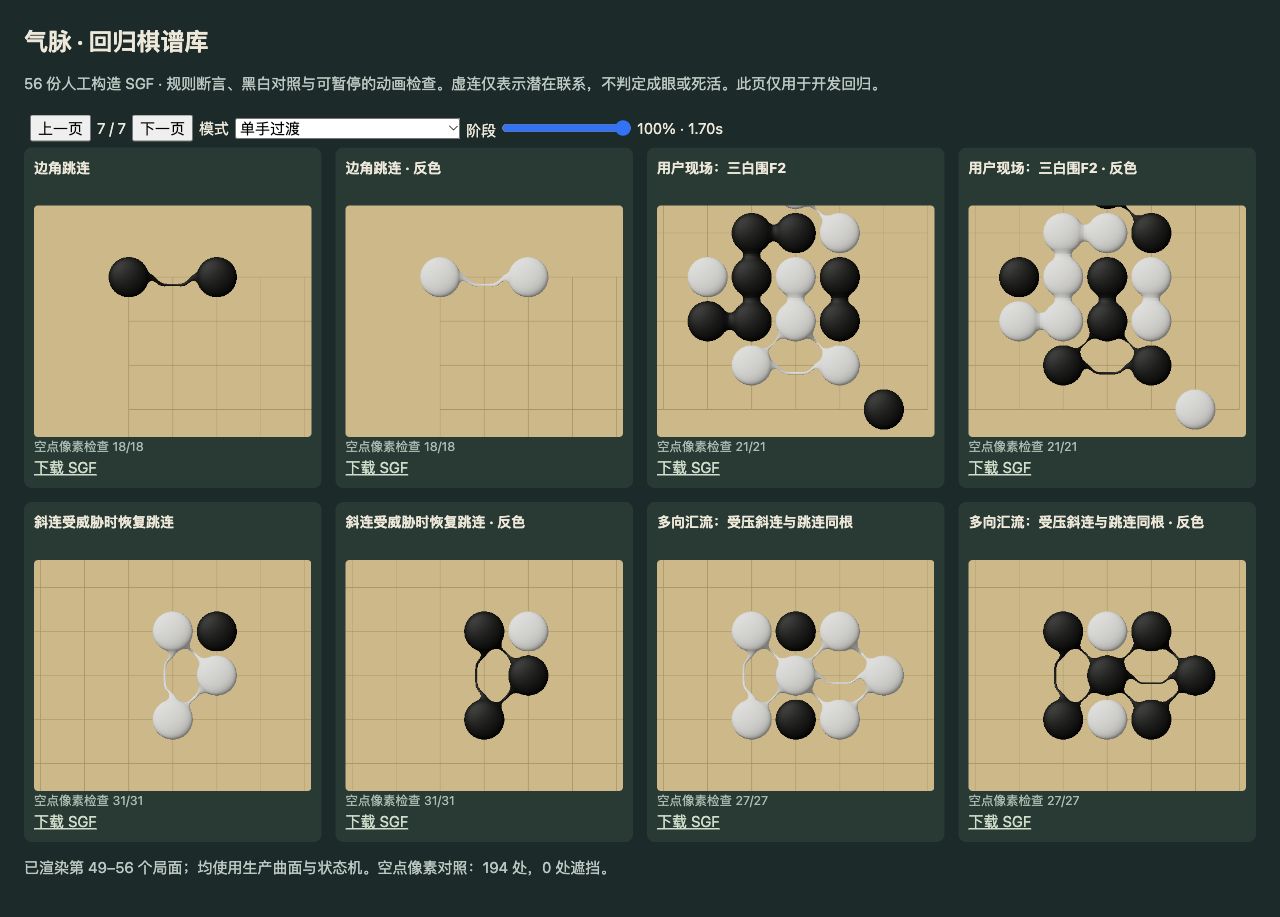 气脉 · 回归棋谱库
56 份人工构造 SGF · 规则断言、黑白对照与可暂停的动画检查。虚连仅表示潜在联系，不判定成眼或死活。此页仅用于开发回归。
上一页 7 / 7 下一页 模式 单手过渡 阶段 100% · 1.70s
边角跳连
边角跳连 · 反色
用户现场：三白围F2
用户现场：三白围F2 · 反色
空点像素检查 18/18
空点像素检查 18/18
空点像素检查 21/21
空点像素检查 21/21
下载 SGF
下载 SGF
下载 SGF
下载 SGF
斜连受威胁时恢复跳连
斜连受威胁时恢复跳连 · 反色
多向汇流：受压斜连与跳连同根
多向汇流：受压斜连与跳连同根 · 反色
空点像素检查 31/31
空点像素检查 31/31
空点像素检查 27/27
空点像素检查 27/27
下载 SGF
下载 SGF
下载 SGF
下载 SGF
已渲染第 49–56 个局面；均使用生产曲面与状态机。空点像素对照：194 处，0 处遮挡。